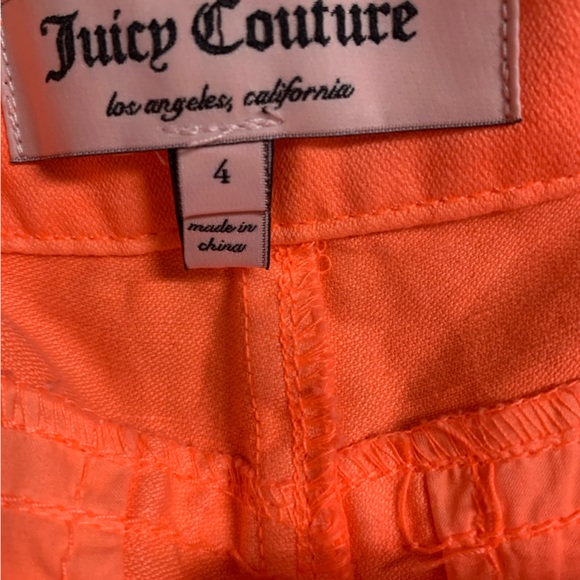 Juicy Couture
los angeles, california
4
made in
china